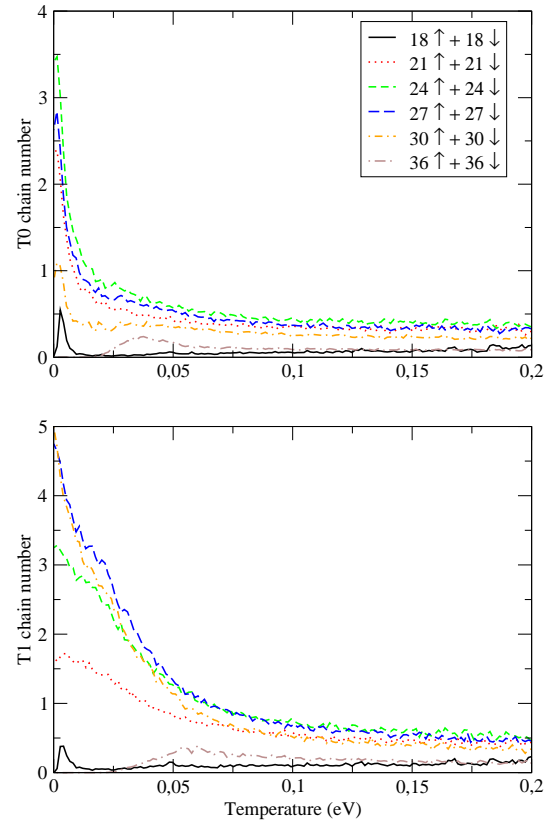 4
3
2
1
0
T0 chain number
18 ↑ + 18 ↓
21 ↑ + 21 ↓
24 ↑ + 24 ↓
27 ↑ + 27 ↓
30 ↑ + 30 ↓
36 ↑ + 36 ↓
0 0,05 0,1 0,15 0,2
5
4
3
2
1
0
T1 chain number
0 0,05 0,1 0,15 0,2
Temperature (eV)